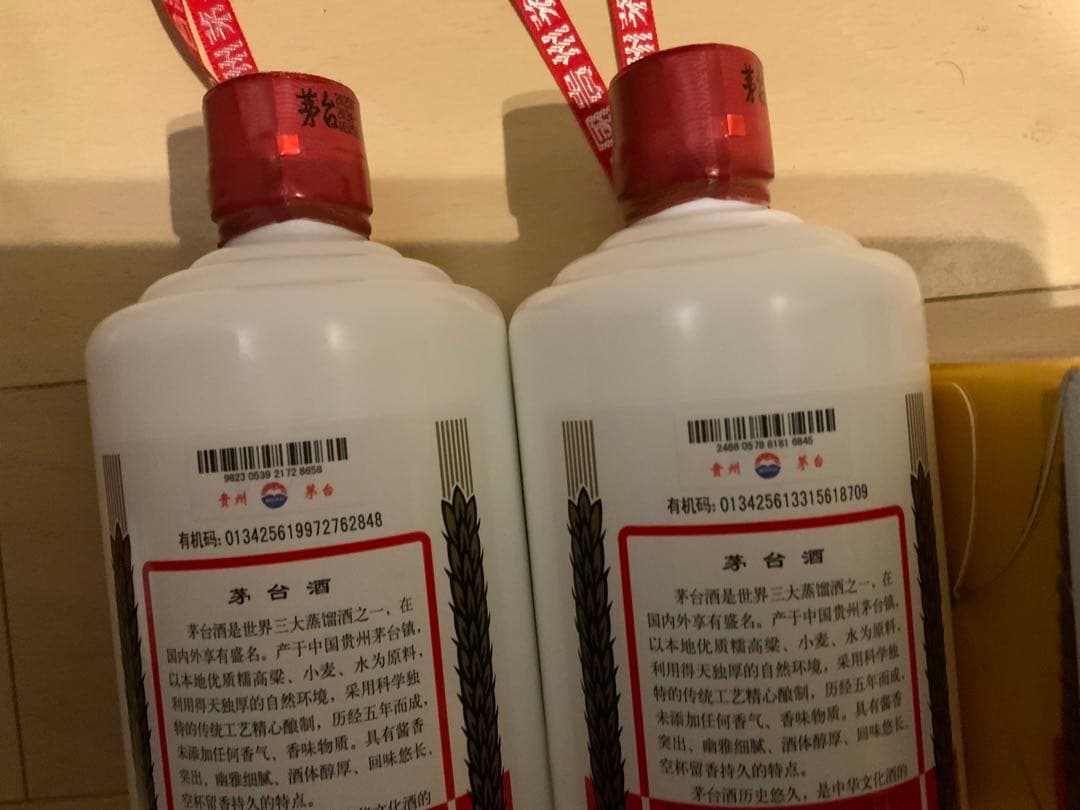 茅台
茅
贵州茅
9823 0539 2172 8658
贵州 茅台
有机码: 013425619972762848
茅台酒
茅台酒是世界三大蒸馏酒之一，在
国内外享有盛名。产于中国贵州茅台镇，
以本地优质糯高粱、小麦、水为原料，
利用得天独厚的自然环境，采用科学独
特的传统工艺精心酿制，历经五年而成，
未添加任何香气、香味物质。具有酱香
突出、幽雅细腻、酒体醇厚、回味悠长、
空杯留香持久的特点。
华文化酒的
2466 0578 8181 6845
贵州 茅台
有机码: 013425613315618709
茅台酒
茅台酒是世界三大蒸馏酒之一，在
国内外享有盛名。产于中国贵州茅台镇，
以本地优质糯高粱、小麦、水为原料，
利用得天独厚的自然环境，采用科学独
特的传统工艺精心酿制，历经五年而成，
未添加任何香气、香味物质。具有酱香
突出、幽雅细腻、酒体醇厚、回味悠长、
空杯留香持久的特点。
茅台酒历史悠久，是中华文化酒的